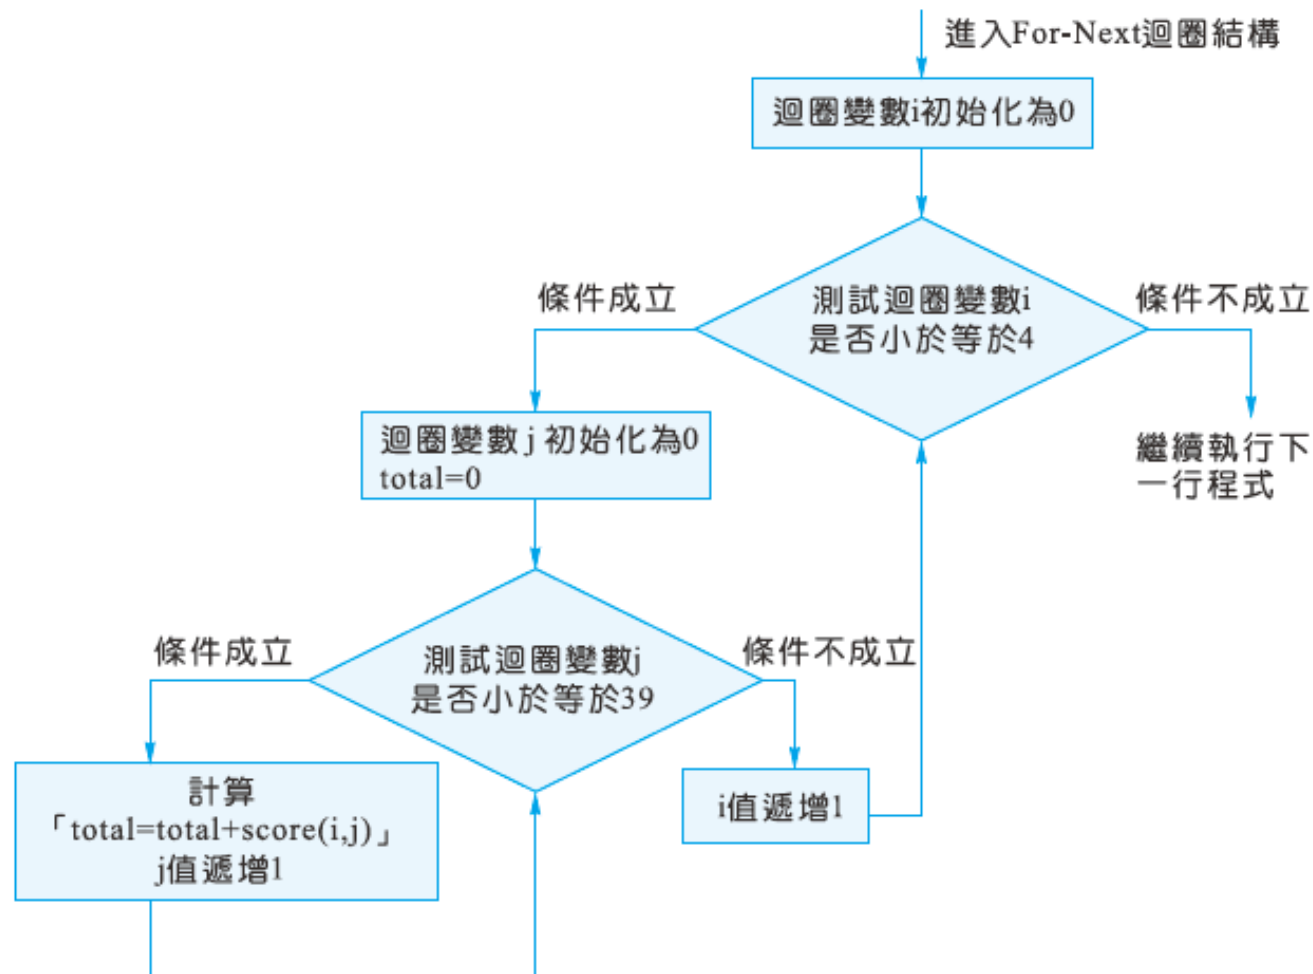 進入For-Next迴圈結構
迴圈變數i初始化為0
條件成立
測試迴圈變數i
是否小於等於4
條件不成立
迴圈變數 j 初始化為0
total=0
繼續執行下
一行程式
條件成立
測試迴圈變數j
是否小於等於39
條件不成立
計算
「total=total+score(i,j)」
j值遞增1
i值遞增1